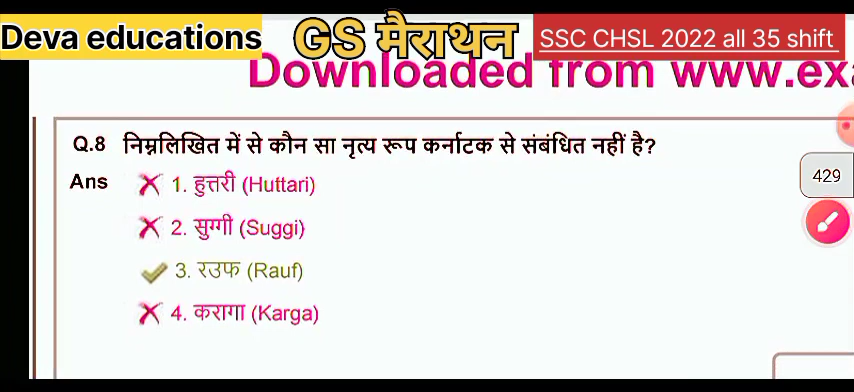 Deva educations GS मैराथन SSC CHSL 2022 all 35 shift
Downloaded from www.ex
Q.8 निम्नलिखित में से कौन सा नृत्य रूप कर्नाटक से संबंधित नहीं है?
429
Ans 1. हुत्तरी (Huttari)
2. सुग्गी (Suggi)
3. रउफ (Rauf)
4. करागा (Karga)